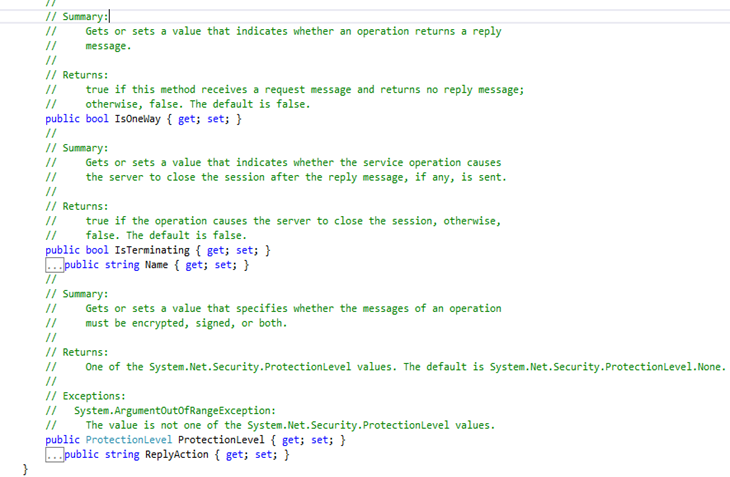 //
// Summary:
//     Gets or sets a value that indicates whether an operation returns a reply
//     message.
//
// Returns:
//     true if this method receives a request message and returns no reply message;
//     otherwise, false. The default is false.
public bool IsOneWay { get; set; }
//
// Summary:
//     Gets or sets a value that indicates whether the service operation causes
//     the server to close the session after the reply message, if any, is sent.
//
// Returns:
//     true if the operation causes the server to close the session, otherwise,
//     false. The default is false.
public bool IsTerminating { get; set; }
...public string Name { get; set; }
//
// Summary:
//     Gets or sets a value that specifies whether the messages of an operation
//     must be encrypted, signed, or both.
//
// Returns:
//     One of the System.Net.Security.ProtectionLevel values. The default is System.Net.Security.ProtectionLevel.None.
//
// Exceptions:
//   System.ArgumentOutOfRangeException:
//     The value is not one of the System.Net.Security.ProtectionLevel values.
public ProtectionLevel ProtectionLevel { get; set; }
...public string ReplyAction { get; set; }
}